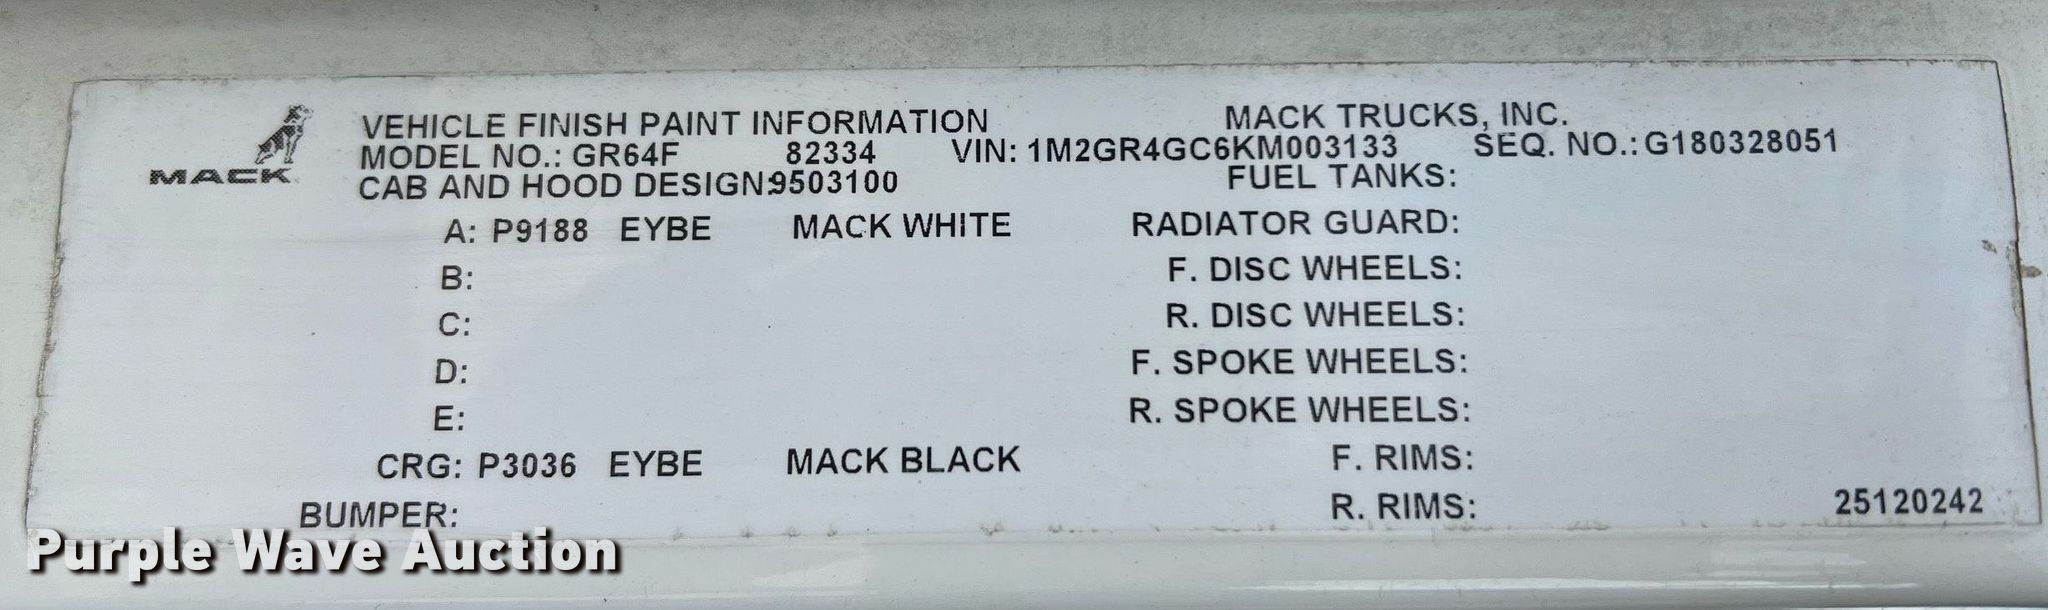 MACK
VEHICLE FINISH PAINT INFORMATION MACK TRUCKS, INC.
MODEL NO.: GR64F 82334 VIN: 1M2GR4GC6KM003133 SEQ. NO.: G180328051
CAB AND HOOD DESIGN:9503100 FUEL TANKS:
A: P9188 EYBE MACK WHITE RADIATOR GUARD:
B: F. DISC WHEELS:
C: R. DISC WHEELS:
D: F. SPOKE WHEELS:
E: R. SPOKE WHEELS:
CRG: P3036 EYBE MACK BLACK F. RIMS:
BUMPER: R. RIMS: 25120242
Purple Wave Auction